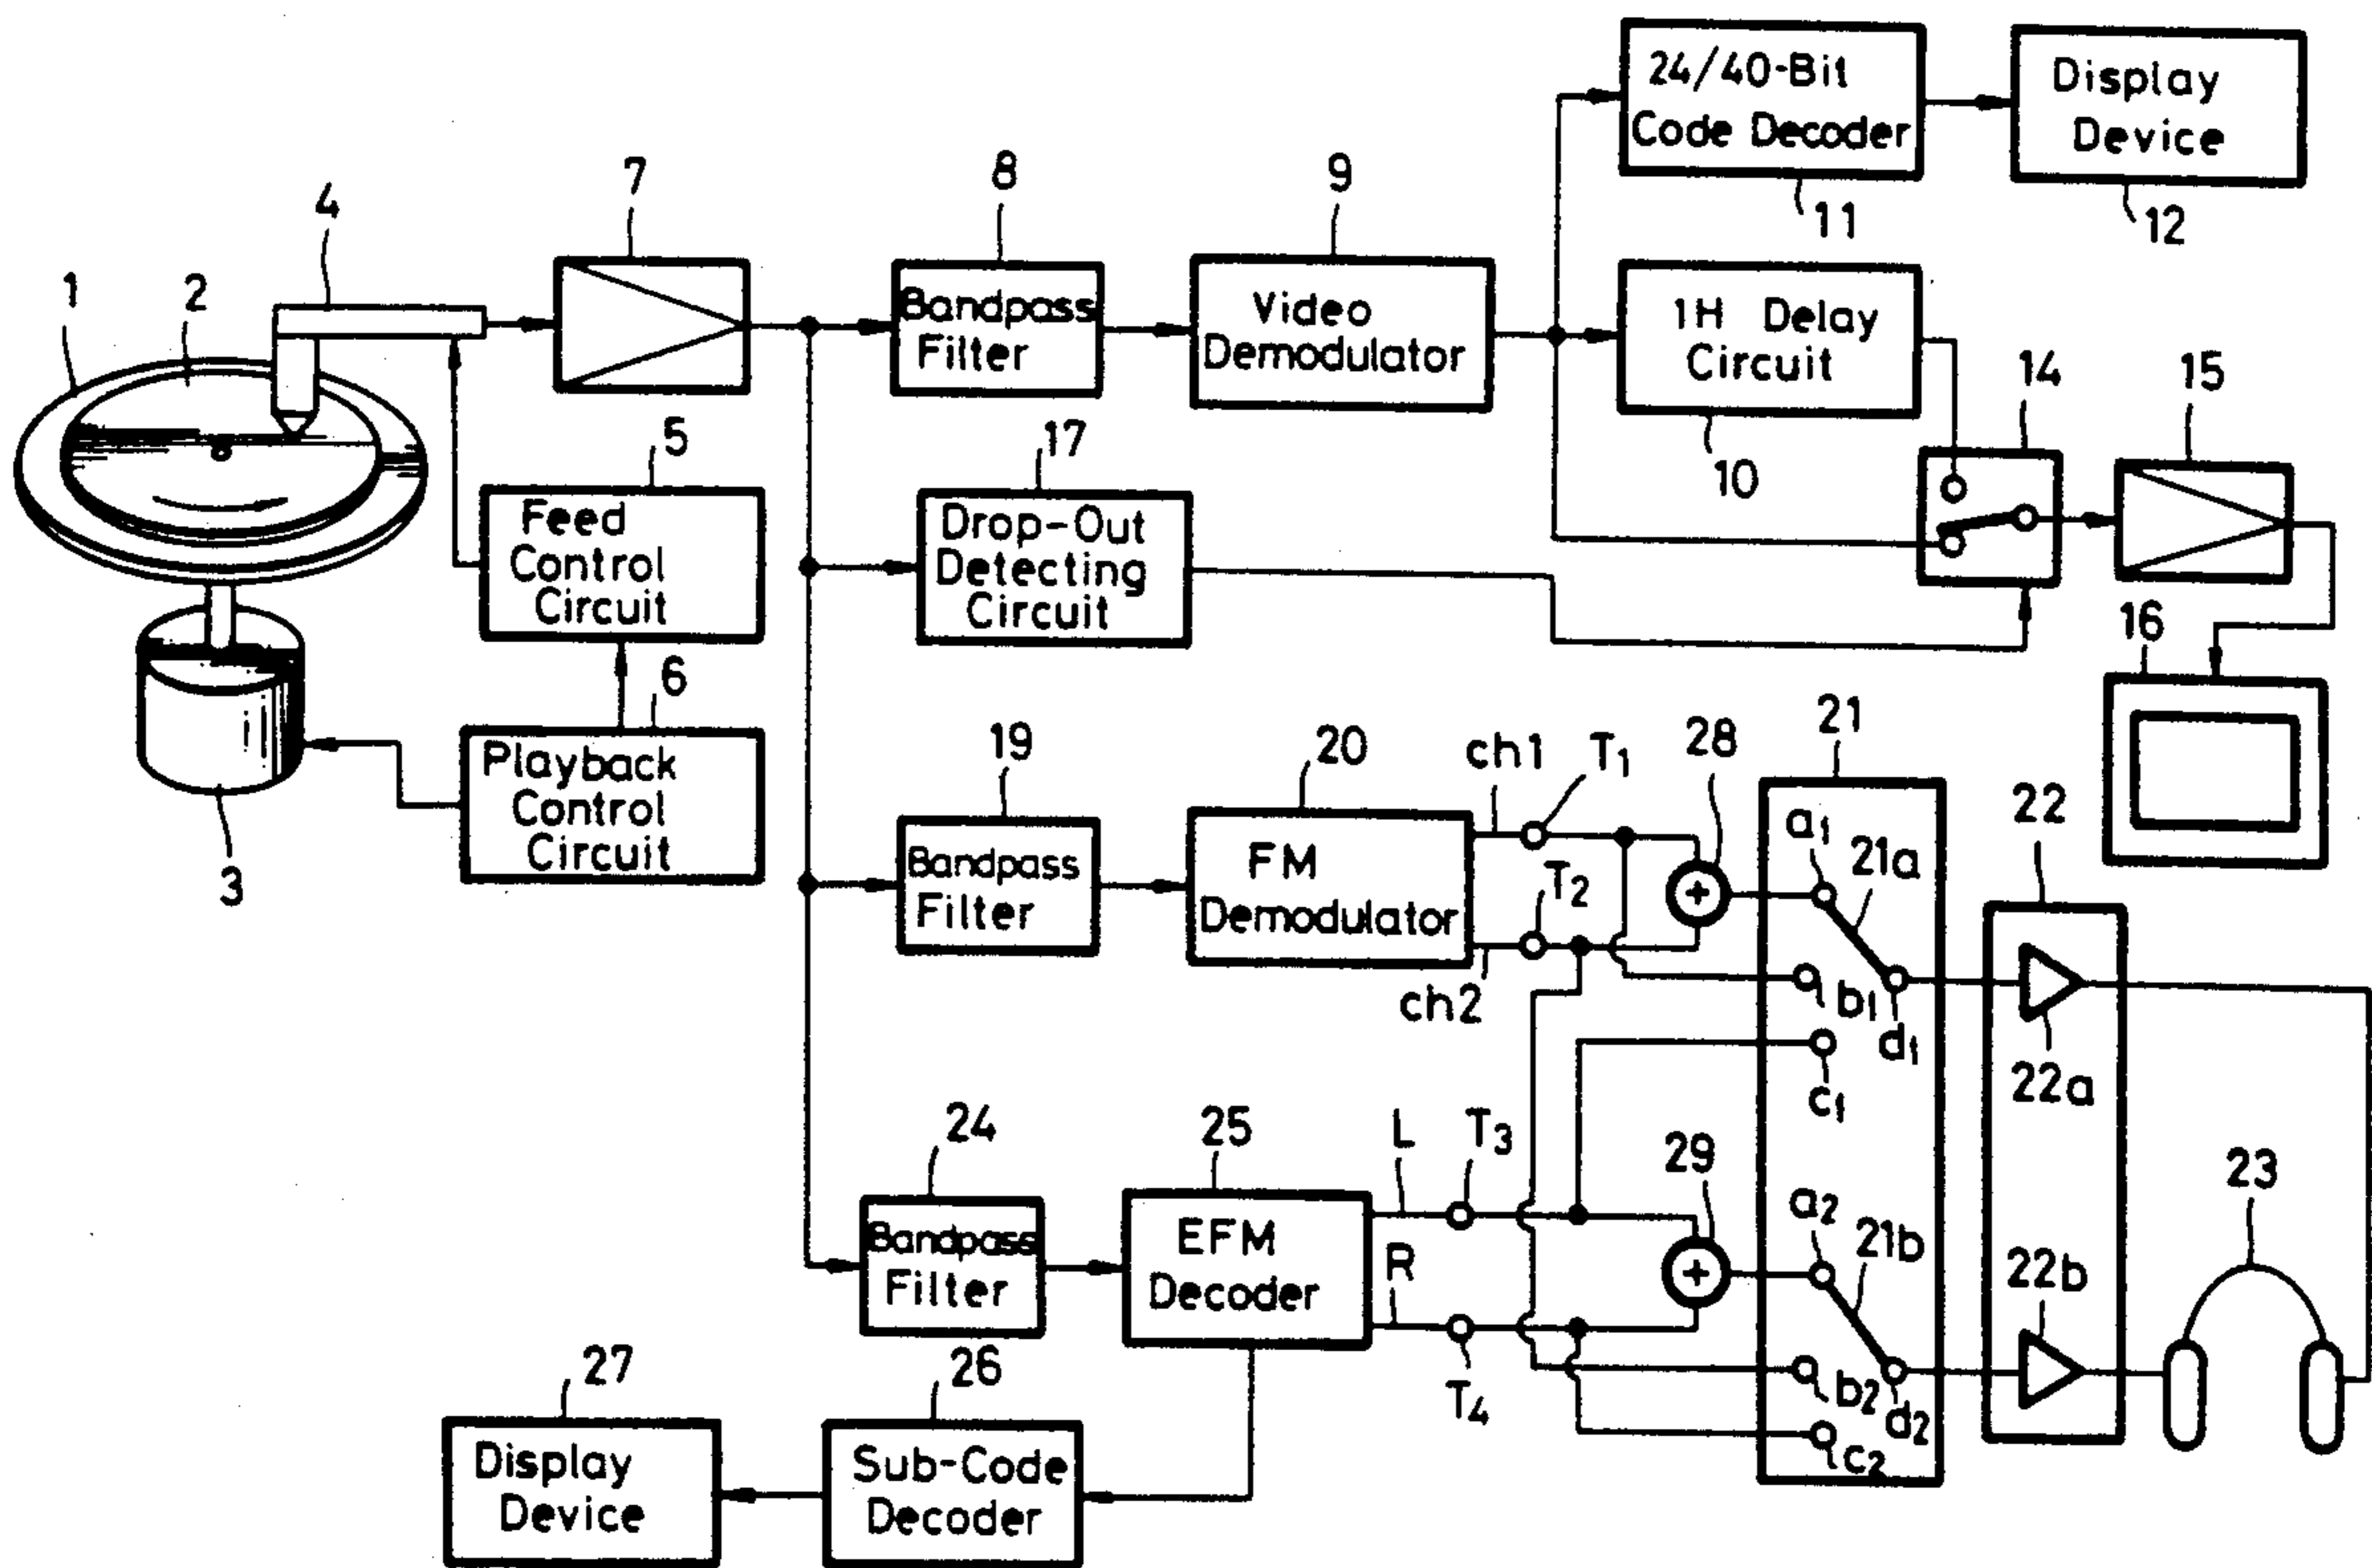 24/40-Bit
Code Decoder
11
Display
Device
12
1
2
4
7
8
Bandpass
Filter
9
Video
Demodulator
1H Delay
Circuit
10
14
15
5
Feed
Control
Circuit
17
Drop-Out
Detecting
Circuit
16
6
Playback
Control
Circuit
3
19
Bandpass
Filter
20
FM
Demodulator
ch1
T1
T2
ch2
28
21
a1
21a
b1
d1
c1
22
22a
24
Bandpass
Filter
25
EFM
Decoder
L
T3
R
T4
29
a2
21b
b2
d2
c2
22b
23
27
Display
Device
26
Sub-Code
Decoder